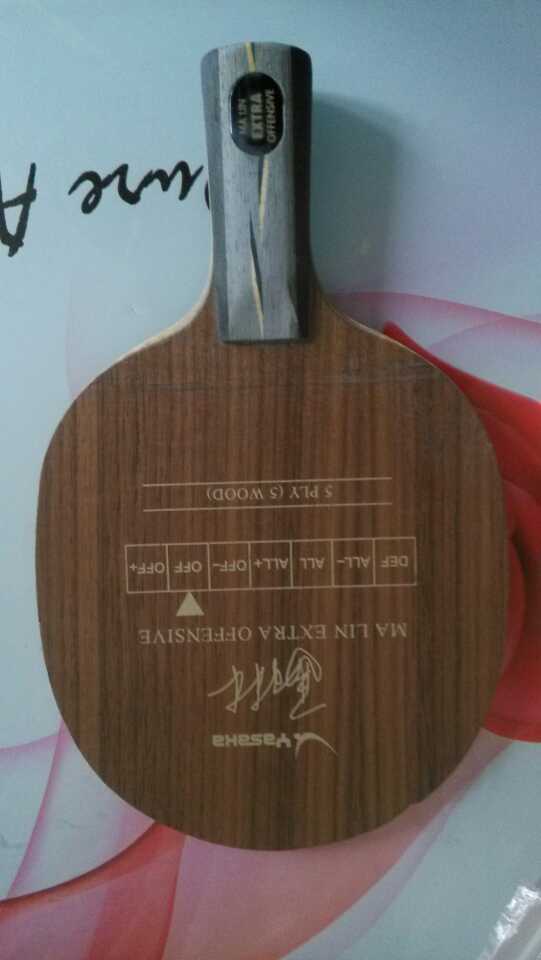 Yasaka
MA LIN EXTRA OFFENSIVE
DEF ALL- ALL ALL+ OFF- OFF OFF+
5 PLY (5 WOOD)
MA LIN
EXTRA
OFFENSIVE
ure A